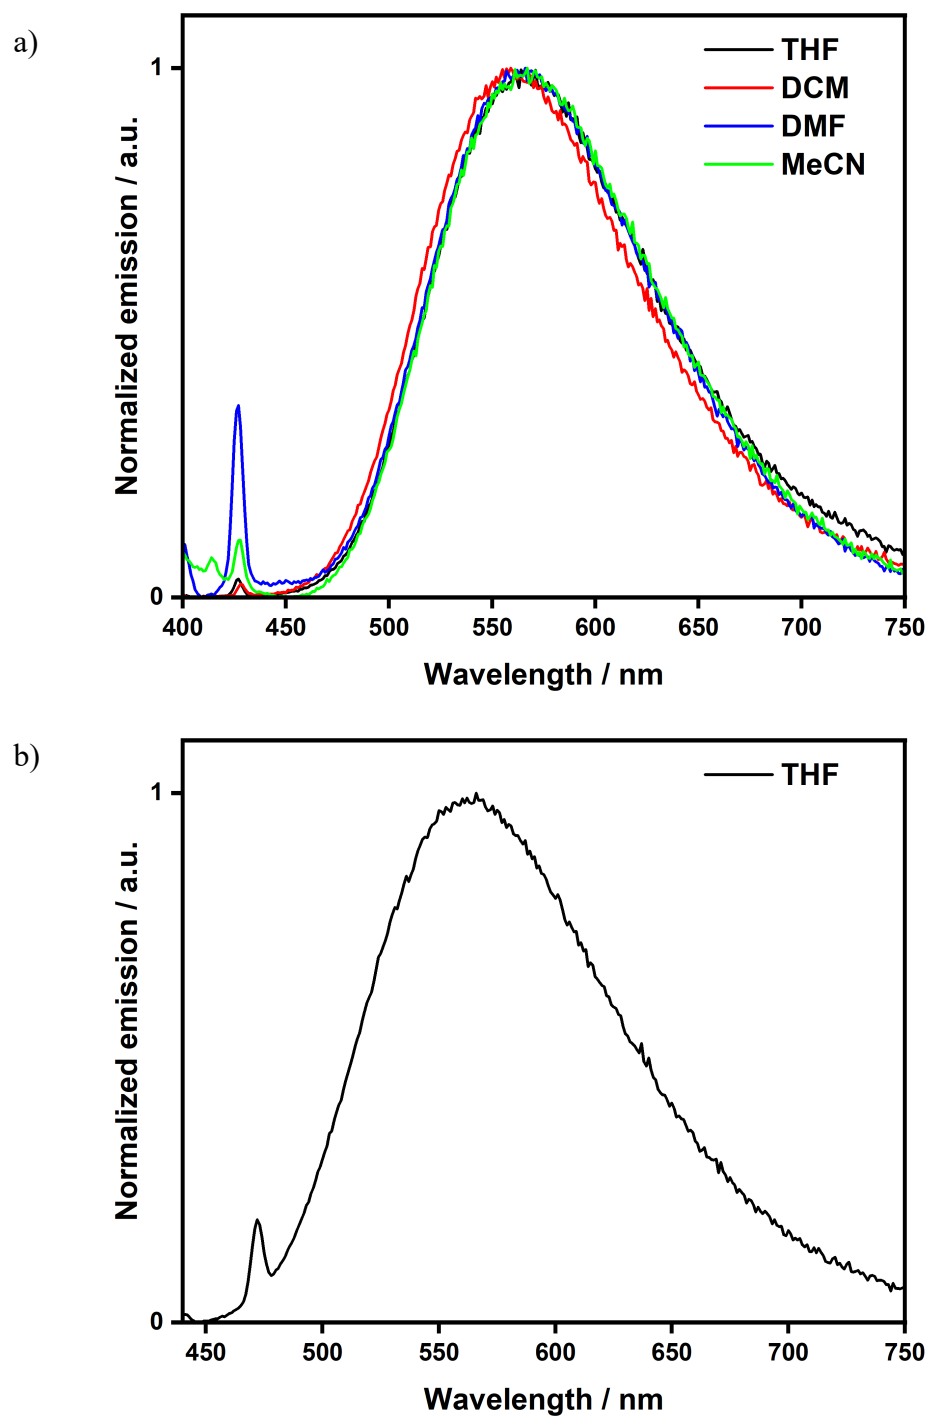 a)
THF
DCM
DMF
MeCN
Normalized emission / a.u.
1
0
400 450 500 550 600 650 700 750
Wavelength / nm
b)
THF
Normalized emission / a.u.
1
0
450 500 550 600 650 700 750
Wavelength / nm